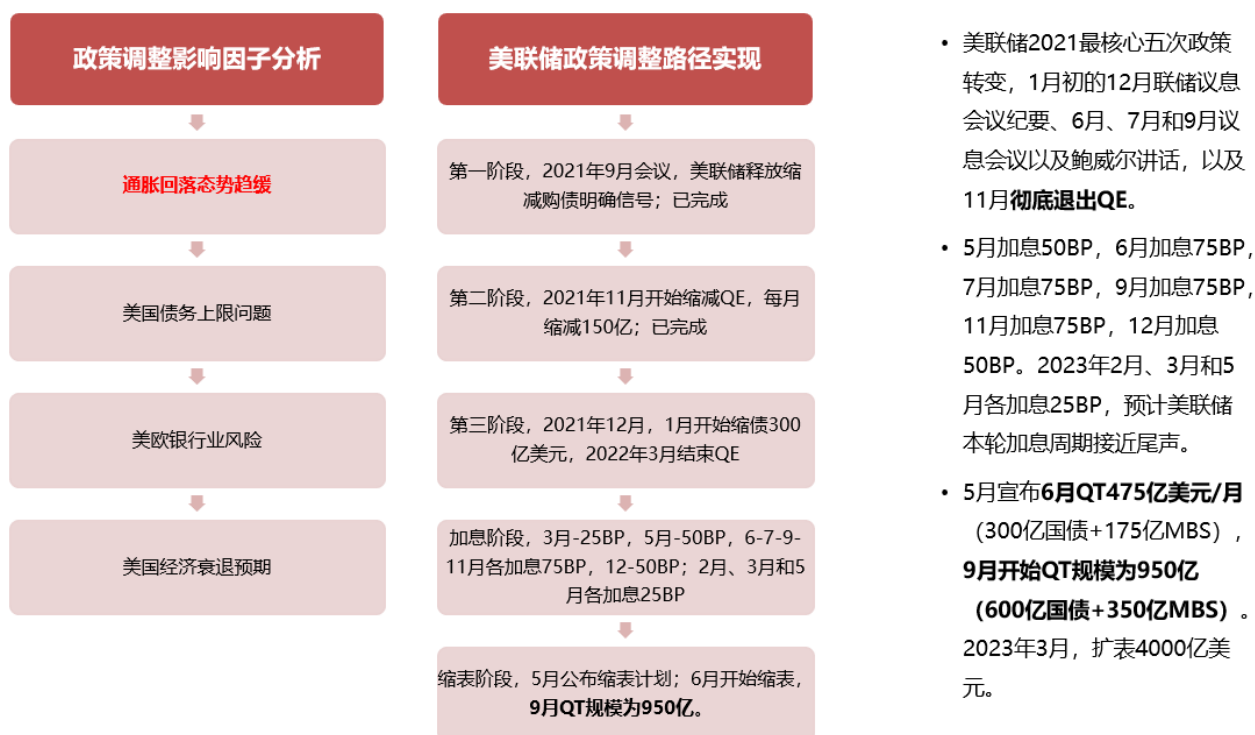 政策调整影响因子分析
通胀回落态势趋缓
美国债务上限问题
美欧银行业风险
美国经济衰退预期
美联储政策调整路径实现
第一阶段，2021年9月会议，美联储释放缩
减购债明确信号；已完成
第二阶段，2021年11月开始缩减QE，每月
缩减150亿；已完成
第三阶段，2021年12月，1月开始缩债300
亿美元，2022年3月结束QE
加息阶段，3月-25BP，5月-50BP，6-7-9-
11月各加息75BP，12-50BP；2月、3月和5
月各加息25BP
缩表阶段，5月公布缩表计划；6月开始缩表，
9月QT规模为950亿。
• 美联储2021最核心五次政策
转变，1月初的12月联储议息
会议纪要、6月、7月和9月议
息会议以及鲍威尔讲话，以及
11月彻底退出QE。
• 5月加息50BP，6月加息75BP，
7月加息75BP，9月加息75BP，
11月加息75BP，12月加息
50BP。2023年2月、3月和5
月各加息25BP，预计美联储
本轮加息周期接近尾声。
• 5月宣布6月QT475亿美元/月
（300亿国债+175亿MBS），
9月开始QT规模为950亿
（600亿国债+350亿MBS）。
2023年3月，扩表4000亿美
元。